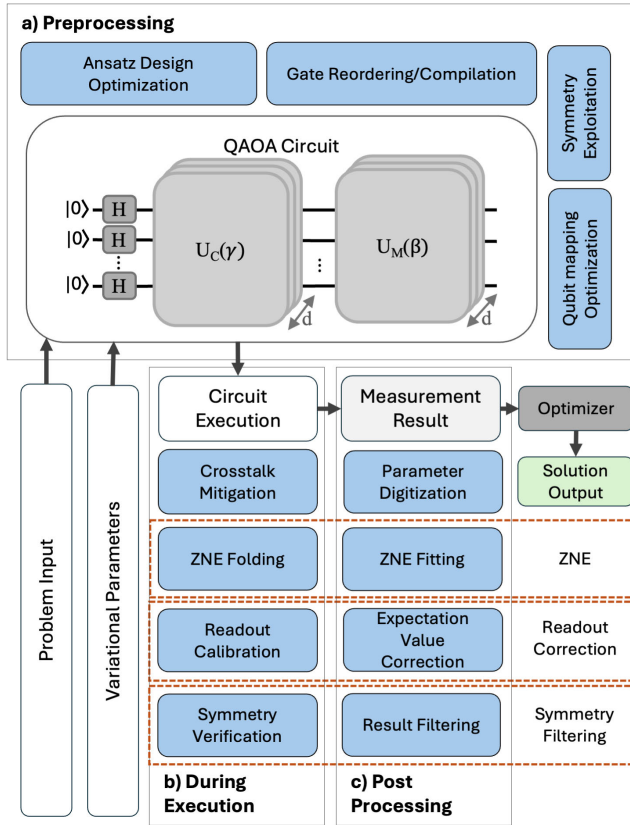 a) Preprocessing
Ansatz Design
Optimization
Gate Reordering/Compilation
Symmetry
Exploitation
Qubit mapping
Optimization
QAOA Circuit
|0⟩ H
|0⟩ H
|0⟩ H
U_C(γ)
U_M(β)
d
d
Problem Input
Variational Parameters
Circuit
Execution
Measurement
Result
Optimizer
Crosstalk
Mitigation
Parameter
Digitization
Solution
Output
ZNE Folding
ZNE Fitting
ZNE
Readout
Calibration
Expectation
Value
Correction
Readout
Correction
Symmetry
Verification
Result Filtering
Symmetry
Filtering
b) During
Execution
c) Post
Processing